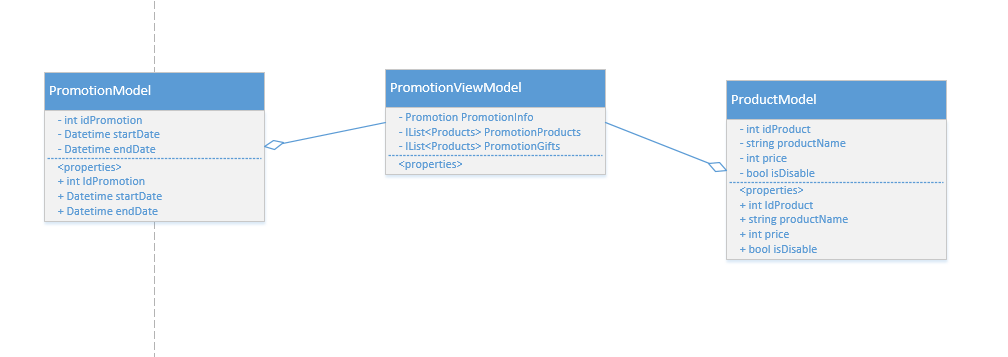 PromotionModel
- int idPromotion
- Datetime startDate
- Datetime endDate
<properties>
+ int IdPromotion
+ Datetime startDate
+ Datetime endDate
PromotionViewModel
- Promotion PromotionInfo
- IList<Products> PromotionProducts
- IList<Products> PromotionGifts
<properties>
ProductModel
- int idProduct
- string productName
- int price
- bool isDisable
<properties>
+ int IdProduct
+ string productName
+ int price
+ bool isDisable